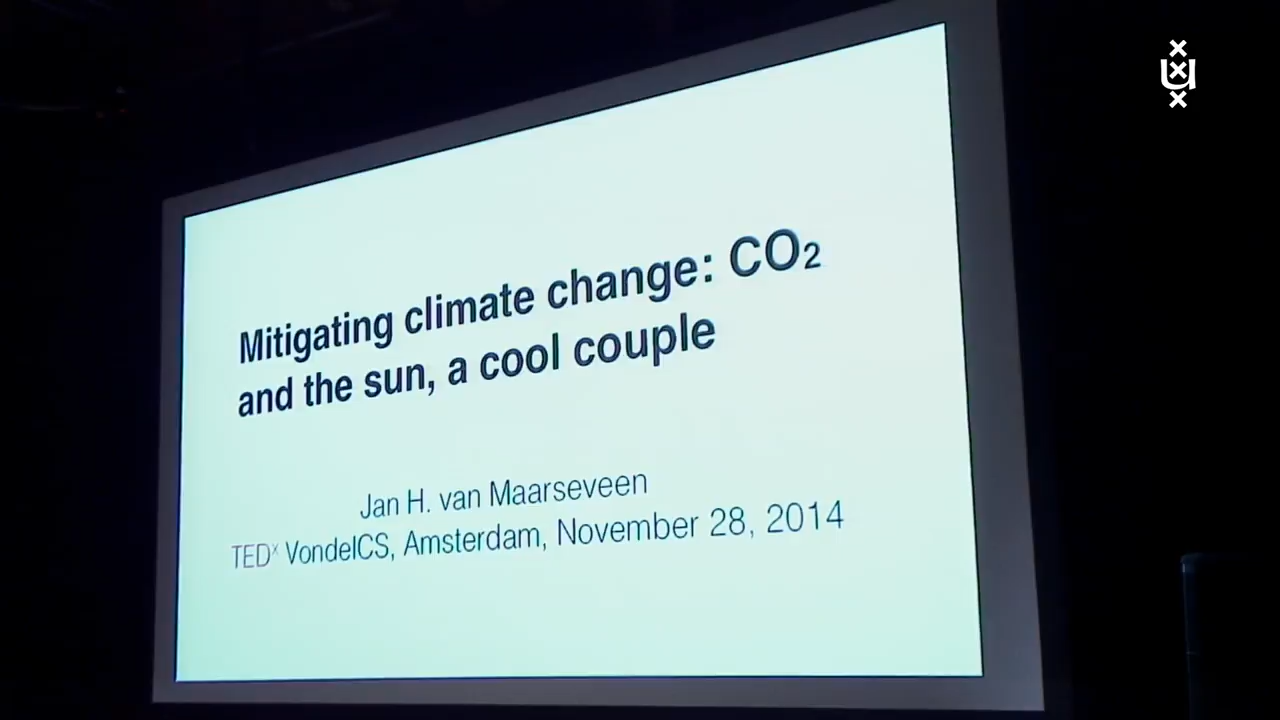 Mitigating climate change: CO₂
and the sun, a cool couple
Jan H. van Maarseveen
TEDˣ VondelCS, Amsterdam, November 28, 2014